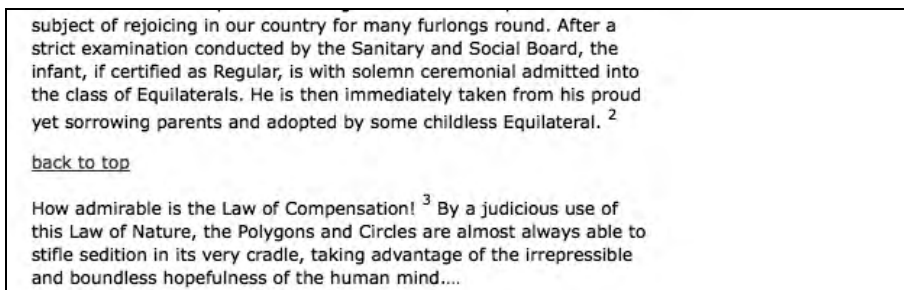 subject of rejoicing in our country for many furlongs round. After a
strict examination conducted by the Sanitary and Social Board, the
infant, if certified as Regular, is with solemn ceremonial admitted into
the class of Equilaterals. He is then immediately taken from his proud
yet sorrowing parents and adopted by some childless Equilateral. 2
back to top
How admirable is the Law of Compensation! 3 By a judicious use of
this Law of Nature, the Polygons and Circles are almost always able to
stifle sedition in its very cradle, taking advantage of the irrepressible
and boundless hopefulness of the human mind....